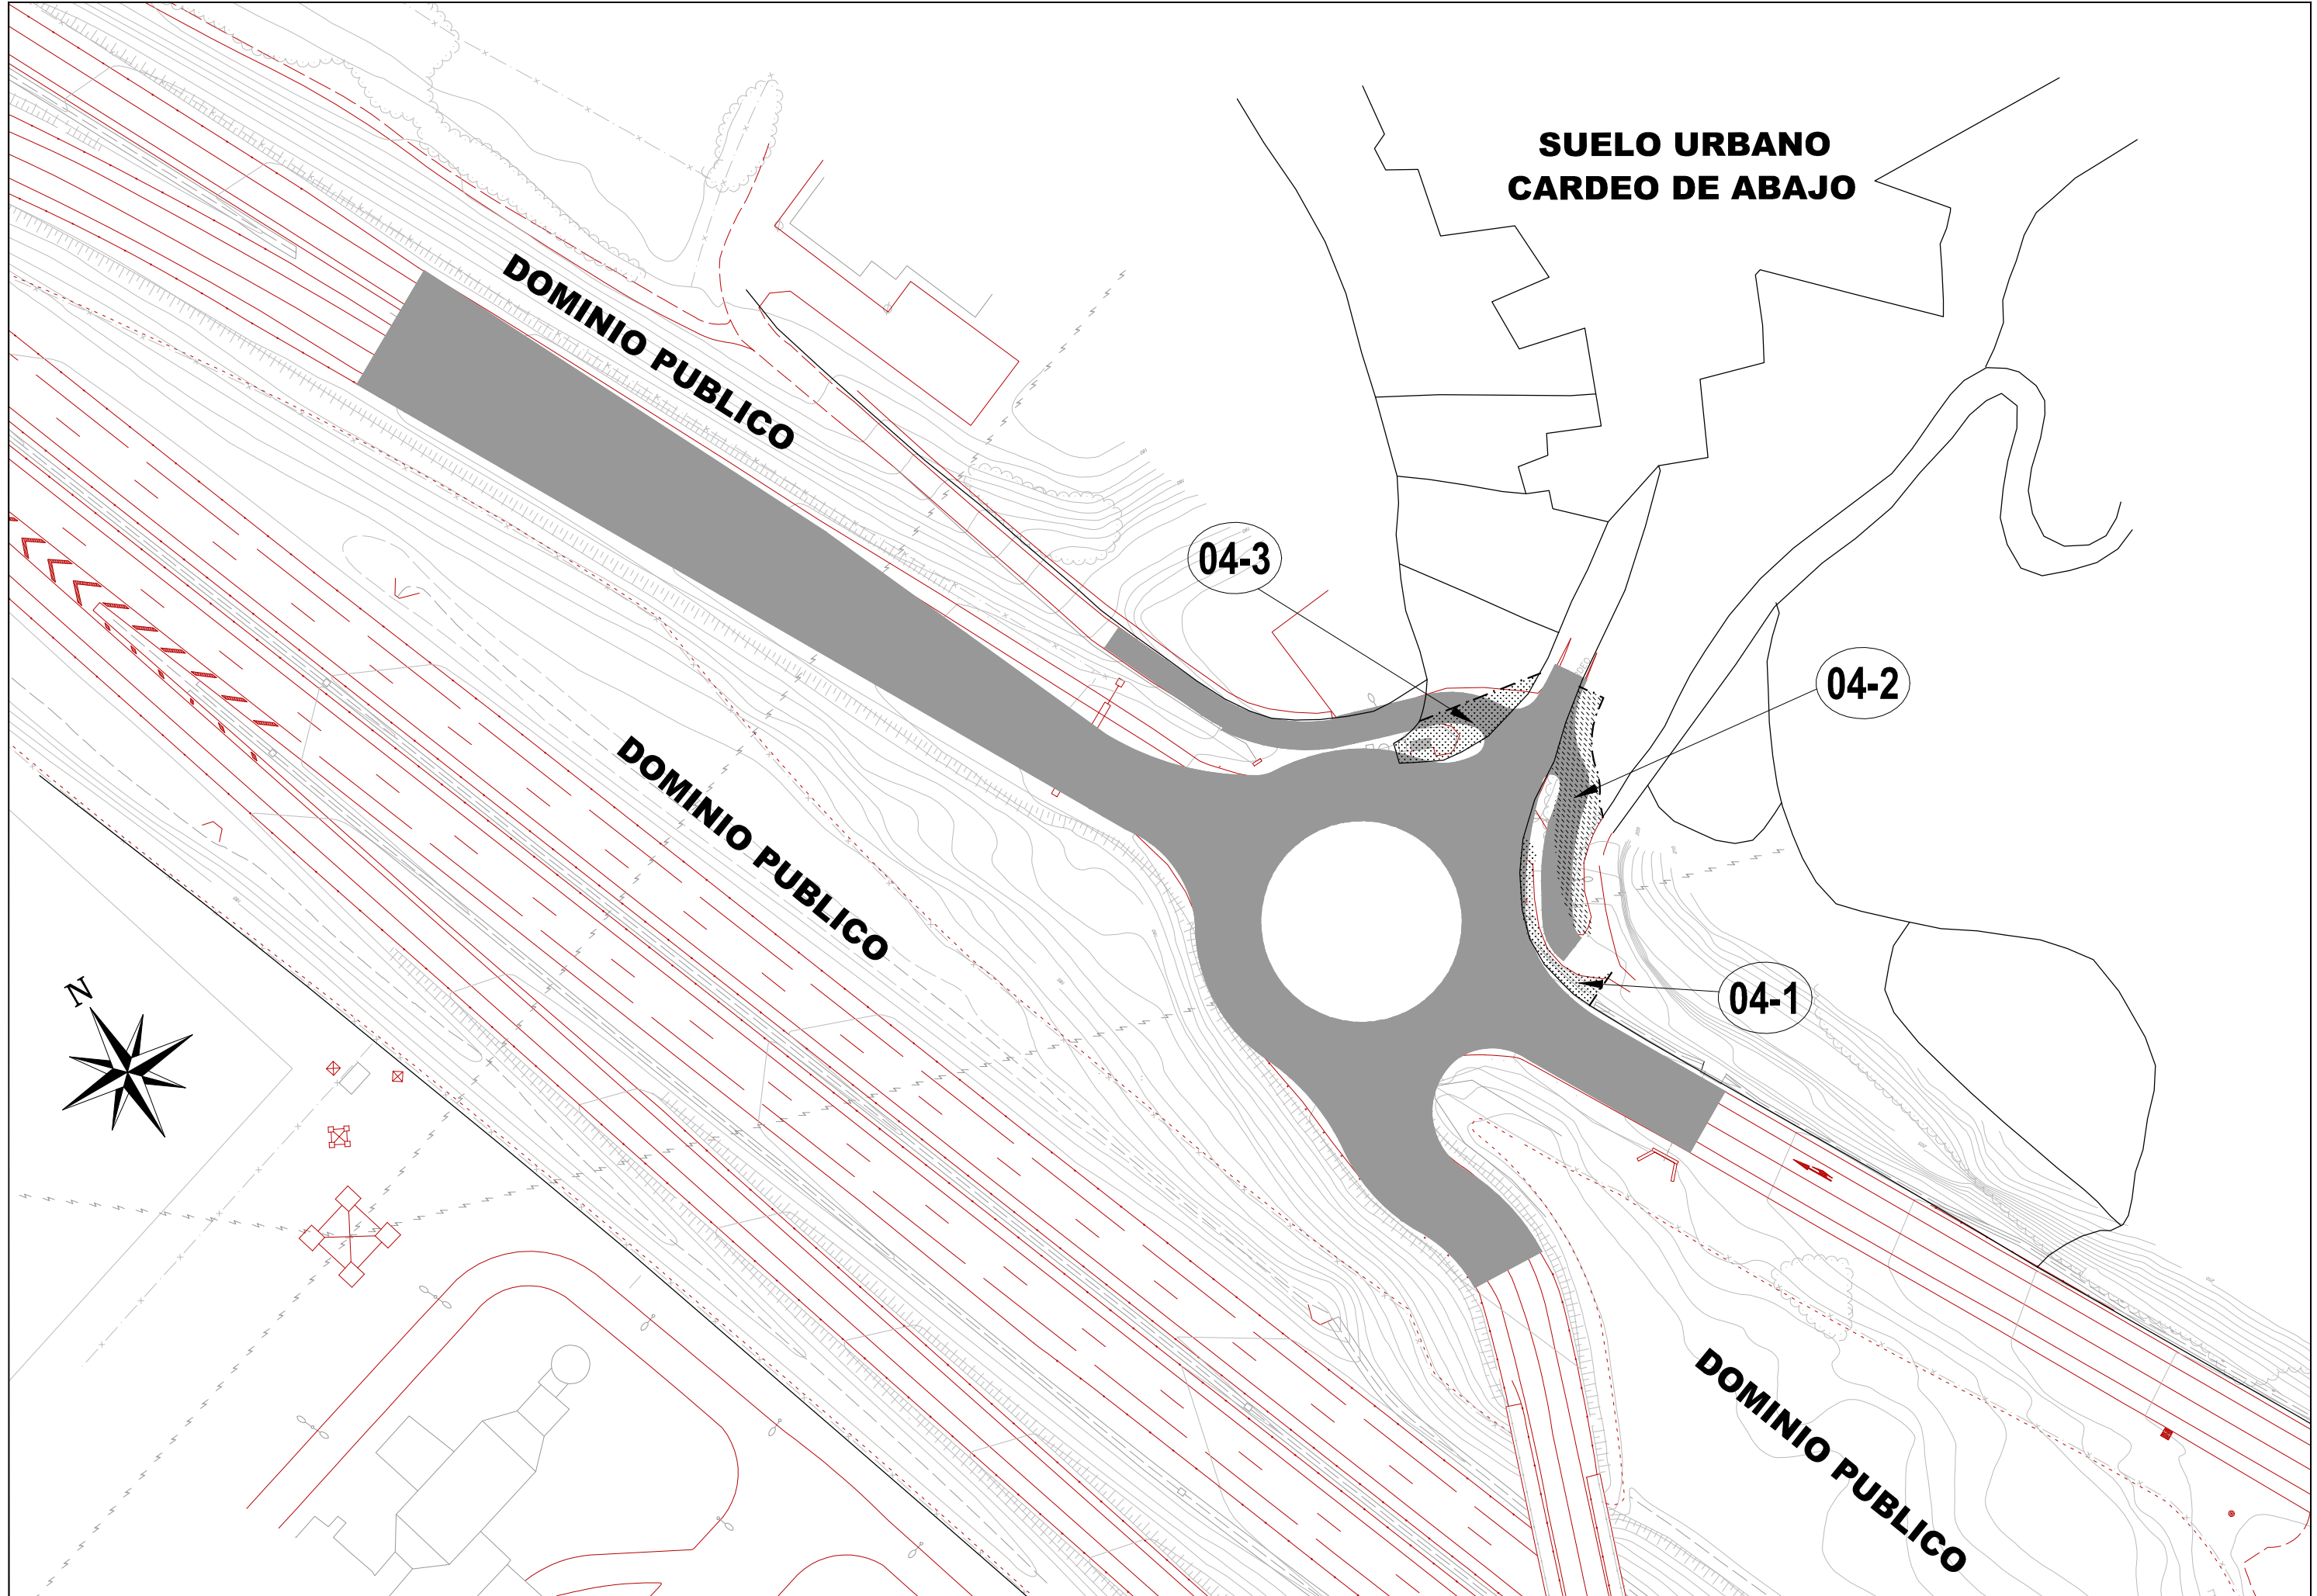 SUELO URBANO
CARDEO DE ABAJO
DOMINIO PUBLICO
04-3
04-2
DOMINIO PUBLICO
N
04-1
DOMINIO PUBLICO